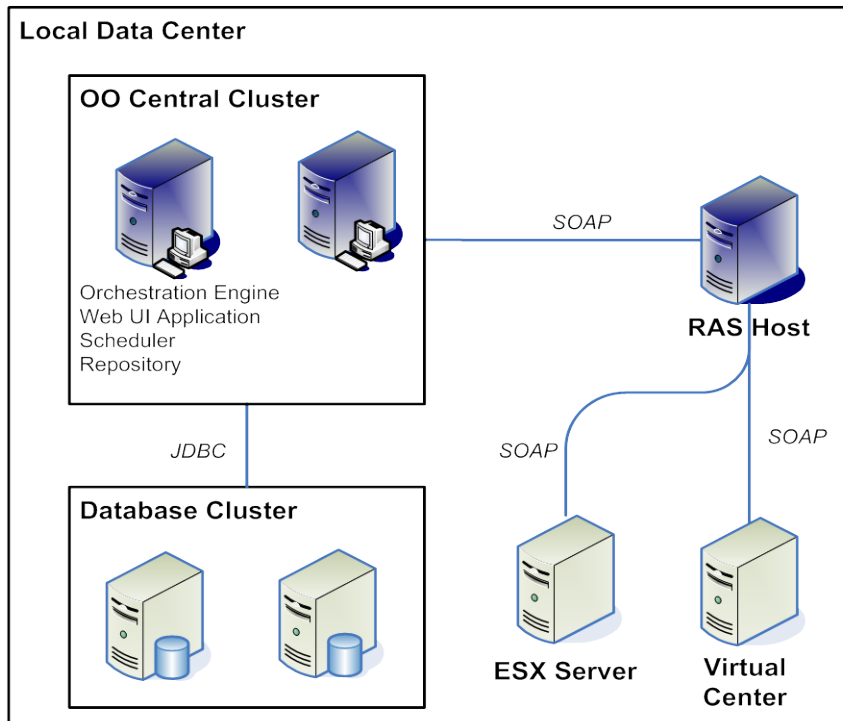 Local Data Center
OO Central Cluster
Orchestration Engine
Web UI Application
Scheduler
Repository
SOAP
RAS Host
JDBC
SOAP
SOAP
Database Cluster
ESX Server
Virtual
Center